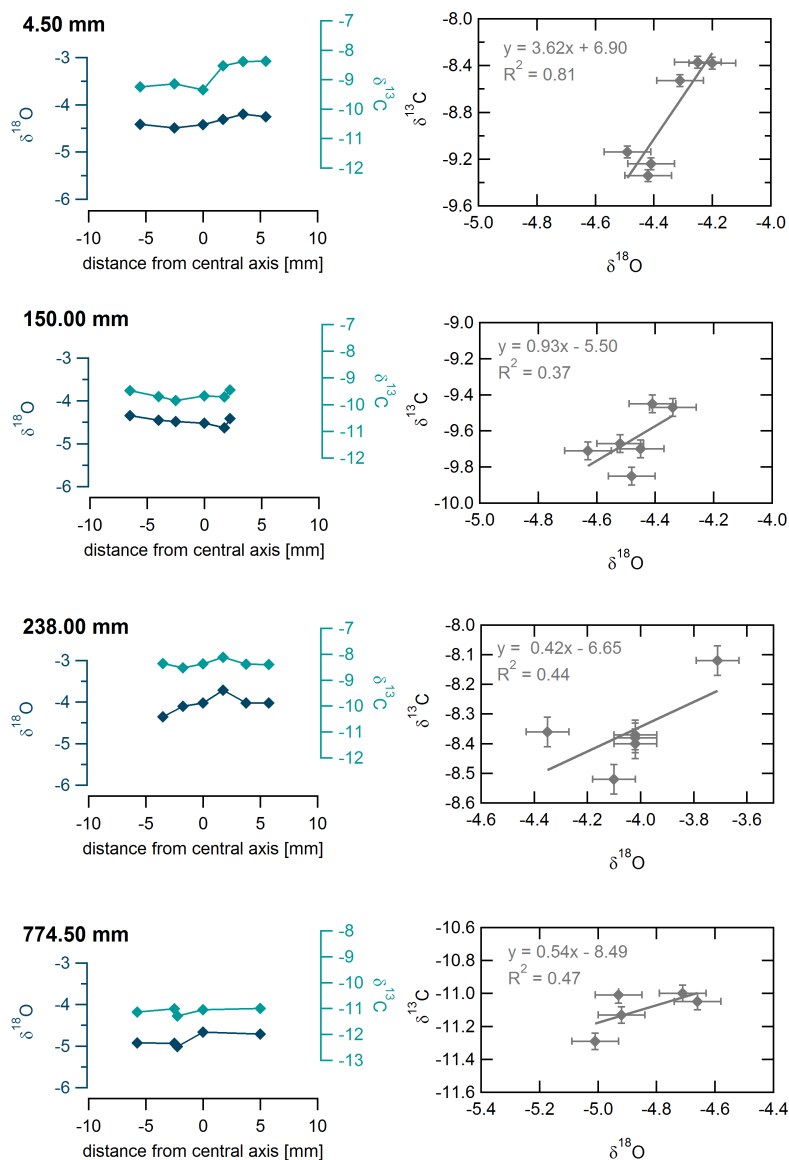 4.50 mm
-3
-4
-5
-6
δ18O
-7
-8
-9
-10
-11
-12
δ13C
-10 -5 0 5 10
distance from central axis [mm]
y = 3.62x + 6.90
R2 = 0.81
-8.0
-8.4
-8.8
-9.2
-9.6
δ13C
-5.0 -4.8 -4.6 -4.4 -4.2 -4.0
δ18O
150.00 mm
-3
-4
-5
-6
δ18O
-7
-8
-9
-10
-11
-12
δ13C
-10 -5 0 5 10
distance from central axis [mm]
y = 0.93x - 5.50
R2 = 0.37
-9.0
-9.2
-9.4
-9.6
-9.8
-10.0
δ13C
-5.0 -4.8 -4.6 -4.4 -4.2 -4.0
δ18O
238.00 mm
-3
-4
-5
-6
δ18O
-7
-8
-9
-10
-11
-12
δ13C
-10 -5 0 5 10
distance from central axis [mm]
y = 0.42x - 6.65
R2 = 0.44
-8.0
-8.1
-8.2
-8.3
-8.4
-8.5
-8.6
δ13C
-4.6 -4.4 -4.2 -4.0 -3.8 -3.6
δ18O
774.50 mm
-3
-4
-5
-6
δ18O
-8
-9
-10
-11
-12
-13
δ13C
-10 -5 0 5 10
distance from central axis [mm]
y = 0.54x - 8.49
R2 = 0.47
-10.6
-10.8
-11.0
-11.2
-11.4
-11.6
δ13C
-5.4 -5.2 -5.0 -4.8 -4.6 -4.4
δ18O